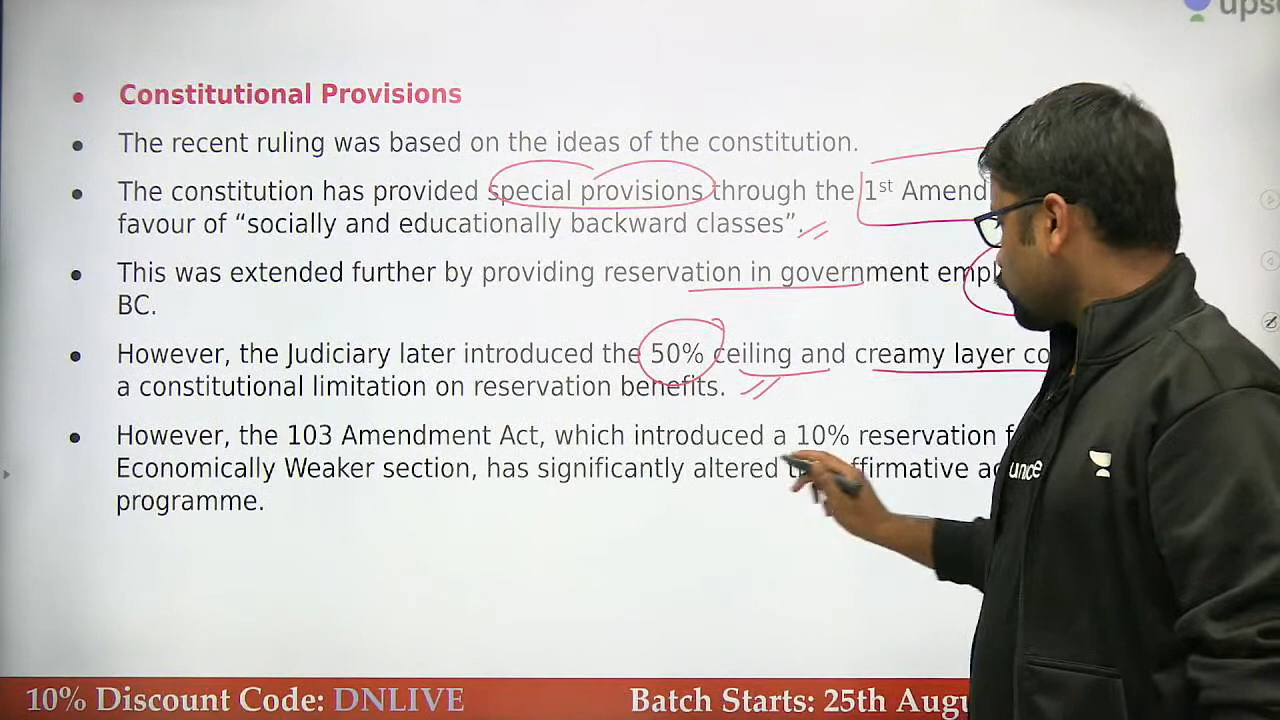 Constitutional Provisions
The recent ruling was based on the ideas of the constitution.
The constitution has provided special provisions through the 1st
favour of “socially and educationally backward classes”.
This was extended further by providing reservation in government
BC.
However, the Judiciary later introduced the 50% ceiling and creamy layer
a constitutional limitation on reservation benefits.
However, the 103 Amendment Act, which introduced a 10% reservation
Economically Weaker section, has significantly altered
programme.
10% Discount Code: DNLIVE
Batch Starts: 25th